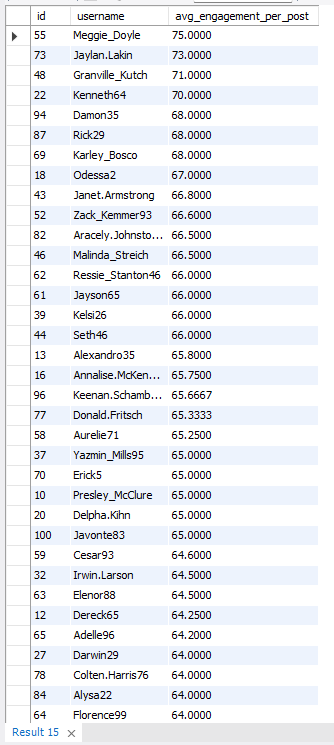 id username avg_engagement_per_post
55 Meggie_Doyle 75.0000
73 Jaylan.Lakin 73.0000
48 Granville_Kutch 71.0000
22 Kenneth64 70.0000
94 Damon35 68.0000
87 Rick29 68.0000
69 Karley_Bosco 68.0000
18 Odessa2 67.0000
43 Janet.Armstrong 66.8000
52 Zack_Kemmer93 66.6000
82 Aracely.Johnsto... 66.5000
46 Malinda_Streich 66.5000
62 Ressie_Stanton46 66.0000
61 Jayson65 66.0000
39 Kelsi26 66.0000
44 Seth46 66.0000
13 Alexandro35 65.8000
16 Annalise.McKen... 65.7500
96 Keenan.Schamb... 65.6667
77 Donald.Fritsch 65.3333
58 Aurelie71 65.2500
37 Yazmin_Mills95 65.0000
70 Erick5 65.0000
10 Presley_McClure 65.0000
20 Delpha.Kihn 65.0000
100 Javonte83 65.0000
59 Cesar93 64.6000
32 Irwin.Larson 64.5000
63 Elenor88 64.5000
12 Dereck65 64.2500
65 Adelle96 64.2000
27 Darwin29 64.0000
78 Colten.Harris76 64.0000
84 Alysa22 64.0000
64 Florence99 64.0000
Result 15